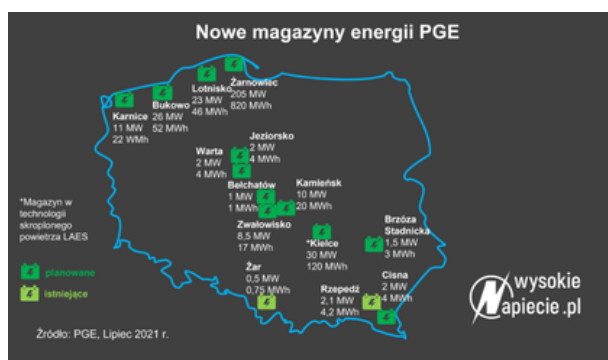 Nowe magazyny energii PGE
Karnice
11 MW
22 WMh
Bukowo
26 MW
52 MWh
Lotnisko
23 MW
46 MWh
Żarnowiec
205 MW
820 MWh
Warta
2 MW
4 MWh
Jeziorsko
2 MW
4 MWh
Bełchatów
1 MW
1 MWh
Kamieńsk
10 MW
20 MWh
Zwałowisko
8,5 MW
17 MWh
*Kielce
30 MW
120 MWh
Brzóza
Stadnicka
1,5 MW
3 MWh
Żar
0,5 MW
0,75 MWh
Rzepedź
2,1 MW
4,2 MWh
Cisna
2 MW
4 MWh
*Magazyn w
technologii
skroplonego
powietrza LAES
planowane
istniejące
Źródło: PGE, Lipiec 2021 r.
wysokie
Napiecie.pl